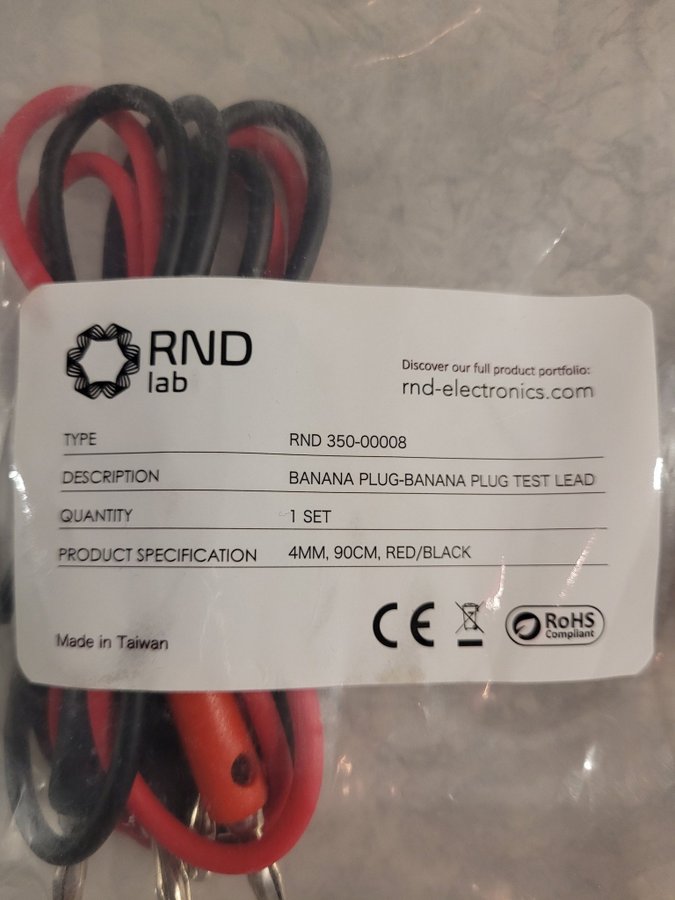 RND
lab
Discover our full product portfolio:
rnd-electronics.com
TYPE RND 350-00008
DESCRIPTION BANANA PLUG-BANANA PLUG TEST LEAD
QUANTITY 1 SET
PRODUCT SPECIFICATION 4MM, 90CM, RED/BLACK
Made in Taiwan
CE
RoHS
Compliant